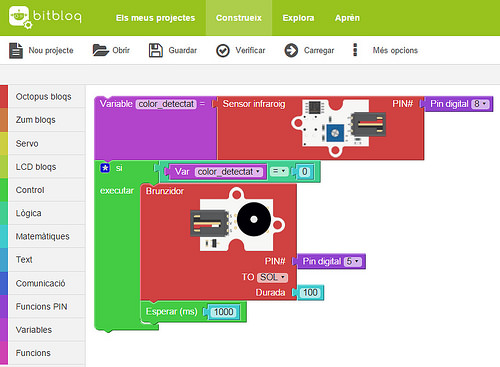 bitbloq Els meus projectes Construeix Explora Aprèn
Nou projecte Obrir Guardar Verificar Carregar Més opcions
Octopus bloqs
Zum bloqs
Servo
LCD bloqs
Control
Lògica
Matemàtiques
Text
Comunicació
Funcions PIN
Variables
Funcions
Variable color_detectat = Sensor infraroig PIN# Pin digital 8
si Var color_detectat = 0
executar Brunzidor
PIN# Pin digital 5
TO SOL
Durada 100
Esperar (ms) 1000